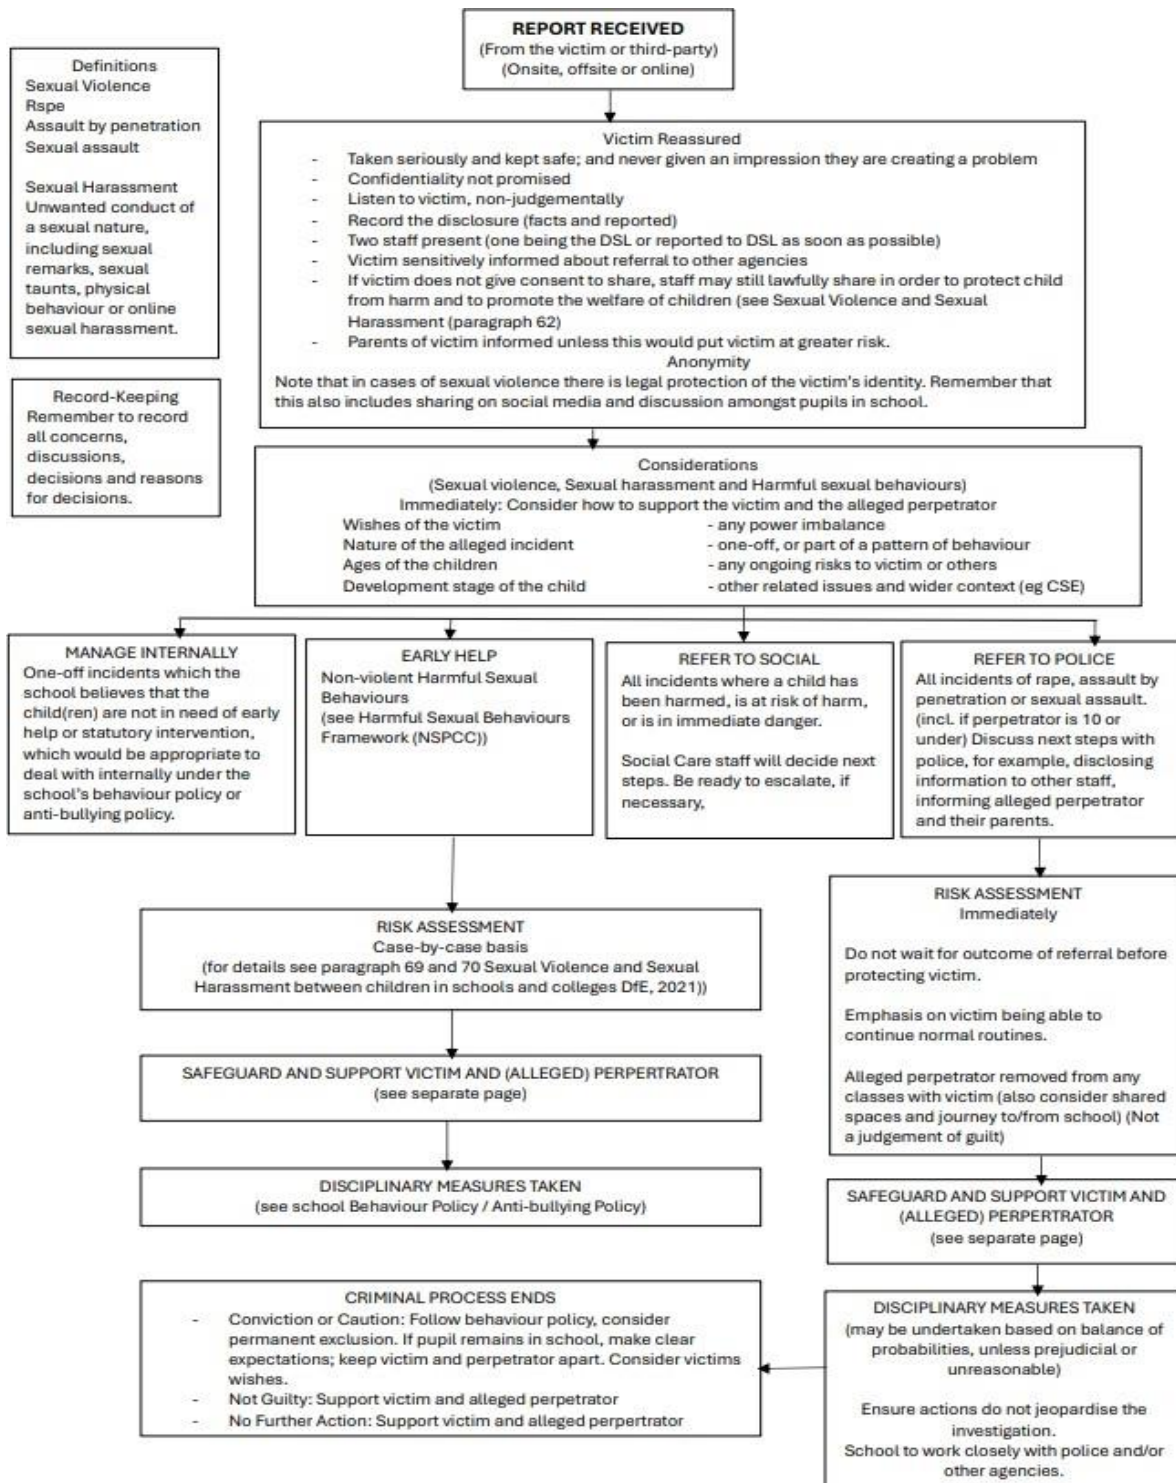 REPORT RECEIVED
(From the victim or third-party)
(Onsite, offsite or online)
Definitions
Sexual Violence
Rspe
Assault by penetration
Sexual assault
Sexual Harassment
Unwanted conduct of
a sexual nature,
including sexual
remarks, sexual
taunts, physical
behaviour or online
sexual harassment.
Record-Keeping
Remember to record
all concerns,
discussions,
decisions and reasons
for decisions.
Victim Reassured
- Taken seriously and kept safe; and never given an impression they are creating a problem
- Confidentiality not promised
- Listen to victim, non-judgementally
- Record the disclosure (facts and reported)
- Two staff present (one being the DSL or reported to DSL as soon as possible)
- Victim sensitively informed about referral to other agencies
- If victim does not give consent to share, staff may still lawfully share in order to protect child
from harm and to promote the welfare of children (see Sexual Violence and Sexual
Harassment (paragraph 62)
- Parents of victim informed unless this would put victim at greater risk.
Anonymity
Note that in cases of sexual violence there is legal protection of the victim's identity. Remember that
this also includes sharing on social media and discussion amongst pupils in school.
Considerations
(Sexual violence, Sexual harassment and Harmful sexual behaviours)
Immediately: Consider how to support the victim and the alleged perpetrator
Wishes of the victim - any power imbalance
Nature of the alleged incident - one-off, or part of a pattern of behaviour
Ages of the children - any ongoing risks to victim or others
Development stage of the child - other related issues and wider context (eg CSE)
MANAGE INTERNALLY
One-off incidents which the
school believes that the
child(ren) are not in need of early
help or statutory intervention,
which would be appropriate to
deal with internally under the
school's behaviour policy or
anti-bullying policy.
EARLY HELP
Non-violent Harmful Sexual
Behaviours
(see Harmful Sexual Behaviours
Framework (NSPCC))
REFER TO SOCIAL
All incidents where a child has
been harmed, is at risk of harm,
or is in immediate danger.
Social Care staff will decide next
steps. Be ready to escalate, if
necessary,
REFER TO POLICE
All incidents of rape, assault by
penetration or sexual assault.
(incl. if perpetrator is 10 or
under) Discuss next steps with
police, for example, disclosing
information to other staff,
informing alleged perpetrator
and their parents.
RISK ASSESSMENT
Case-by-case basis
(for details see paragraph 69 and 70 Sexual Violence and Sexual
Harassment between children in schools and colleges DfE, 2021))
SAFEGUARD AND SUPPORT VICTIM AND (ALLEGED) PERPERTRATOR
(see separate page)
DISCIPLINARY MEASURES TAKEN
(see school Behaviour Policy / Anti-bullying Policy)
RISK ASSESSMENT
Immediately
Do not wait for outcome of referral before
protecting victim.
Emphasis on victim being able to
continue normal routines.
Alleged perpetrator removed from any
classes with victim (also consider shared
spaces and journey to/from school) (Not
a judgement of guilt)
SAFEGUARD AND SUPPORT VICTIM AND
(ALLEGED) PERPERTRATOR
(see separate page)
DISCIPLINARY MEASURES TAKEN
(may be undertaken based on balance of
probabilities, unless prejudicial or
unreasonable)
Ensure actions do not jeopardise the
investigation.
School to work closely with police and/or
other agencies.
CRIMINAL PROCESS ENDS
- Conviction or Caution: Follow behaviour policy, consider
permanent exclusion. If pupil remains in school, make clear
expectations; keep victim and perpetrator apart. Consider victims
wishes.
- Not Guilty: Support victim and alleged perpetrator
- No Further Action: Support victim and alleged perpertrator